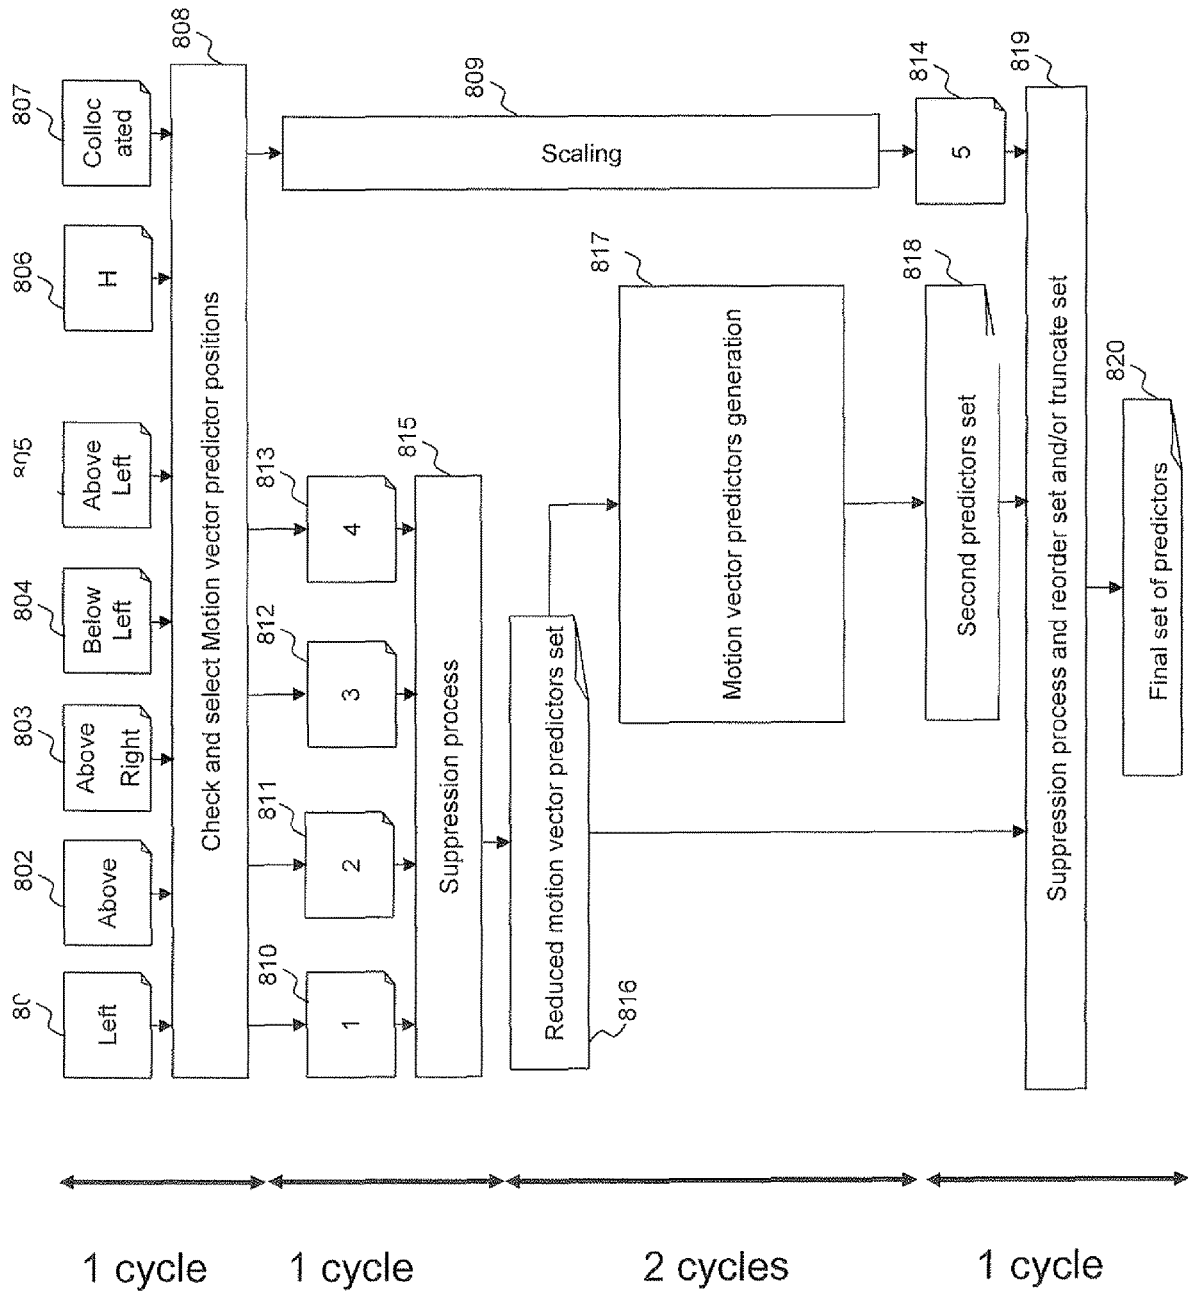 80
Left
802
Above
803
Above
Right
804
Below
Left
805
Above
Left
806
H
807
Colloc
ated
808
Check and select Motion vector predictor positions
809
Scaling
810
1
811
2
812
3
813
4
814
5
815
Suppression process
816
Reduced motion vector predictors set
817
Motion vector predictors generation
818
Second predictors set
819
Suppression process and reorder set and/or truncate set
820
Final set of predictors
1 cycle
1 cycle
2 cycles
1 cycle